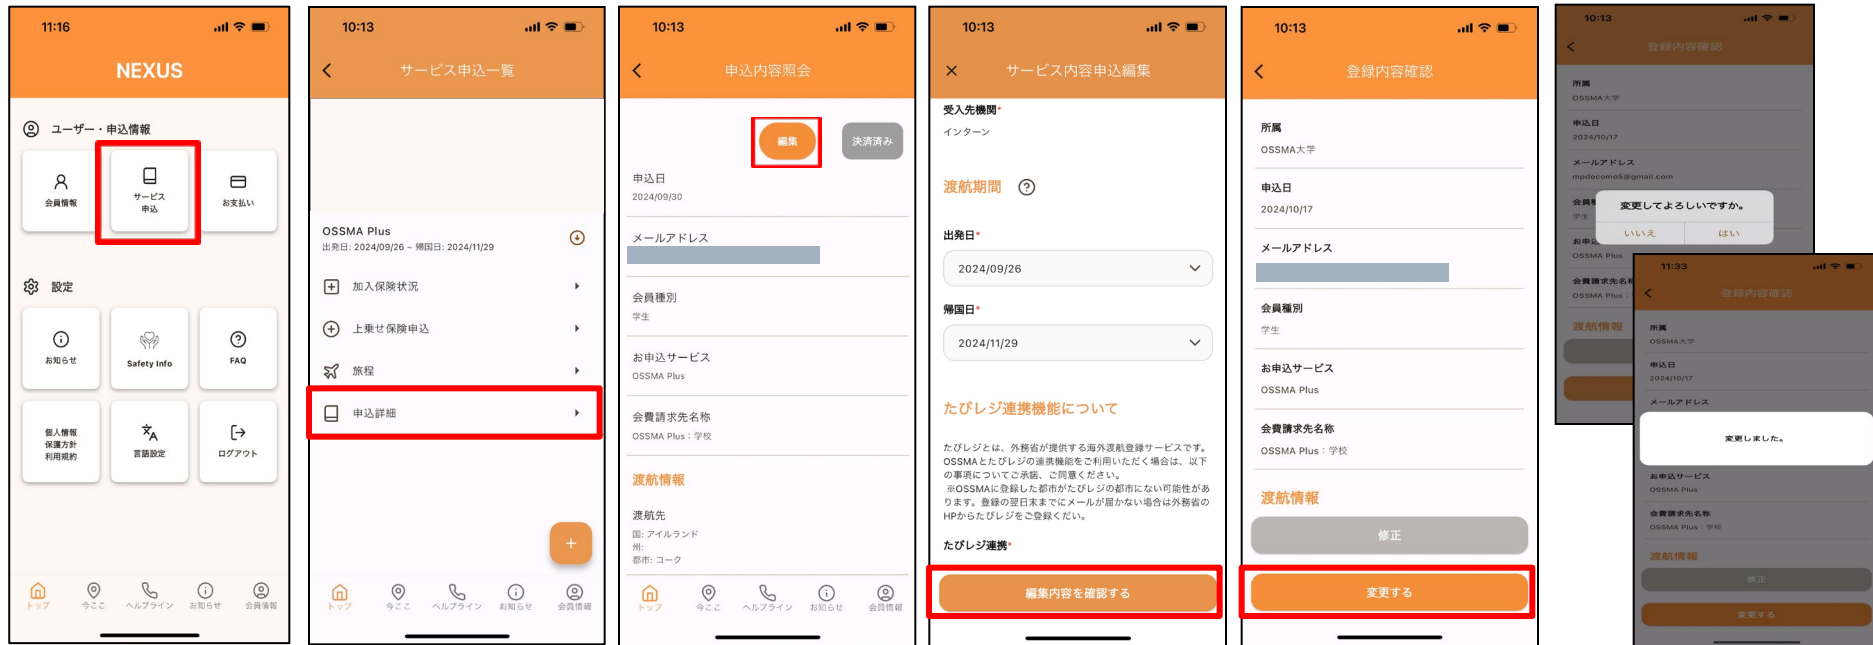 11:16
NEXUS
ユーザー・申込情報
会員情報
サービス
申込
お支払い
設定
お知らせ
Safety Info
FAQ
個人情報
保護方針
利用規約
言語設定
ログアウト
トップ
今ここ
ヘルプライン
お知らせ
会員情報
10:13
サービス申込一覧
OSSMA Plus
出発日: 2024/09/26 ~ 帰国日: 2024/11/29
加入保険状況
上乗せ保険申込
旅程
申込詳細
+
トップ
今ここ
ヘルプライン
お知らせ
会員情報
10:13
申込内容照会
編集
決済済み
申込日
2024/09/30
メールアドレス
会員種別
学生
お申込サービス
OSSMA Plus
会費請求先名称
OSSMA Plus：学校
渡航情報
渡航先
国: アイルランド
州:
都市: コーク
トップ
今ここ
ヘルプライン
お知らせ
会員情報
10:13
サービス内容申込編集
受入先機関*
インターン
渡航期間
出発日*
2024/09/26
帰国日*
2024/11/29
たびレジ連携機能について
たびレジとは、外務省が提供する海外渡航登録サービスです。
OSSMAとたびレジの連携機能をご利用いただく場合は、以下
の事項についてご承諾、ご同意ください。
※OSSMAに登録した都市がたびレジの都市にない可能性があ
ります。登録の翌日末までにメールが届かない場合は外務省の
HPからたびレジをご登録くだい。
たびレジ連携*
編集内容を確認する
10:13
登録内容確認
所属
OSSMA大学
申込日
2024/10/17
メールアドレス
会員種別
学生
お申込サービス
OSSMA Plus
会費請求先名称
OSSMA Plus：学校
渡航情報
修正
変更する
10:13
登録内容確認
所属
OSSMA大学
申込日
2024/10/17
メールアドレス
mpdocomo5@gmail.com
会員種
学生
変更してよろしいですか。
いいえ
はい
お申込
OSSMA Plus
会費請求先名称
OSSMA Plus：
渡航情報
11:33
登録内容確認
所属
OSSMA大学
申込日
2024/10/17
メールアドレス
変更しました。
お申込サービス
OSSMA Plus
会費請求先名称
OSSMA Plus：学校
渡航情報
修正
変更する